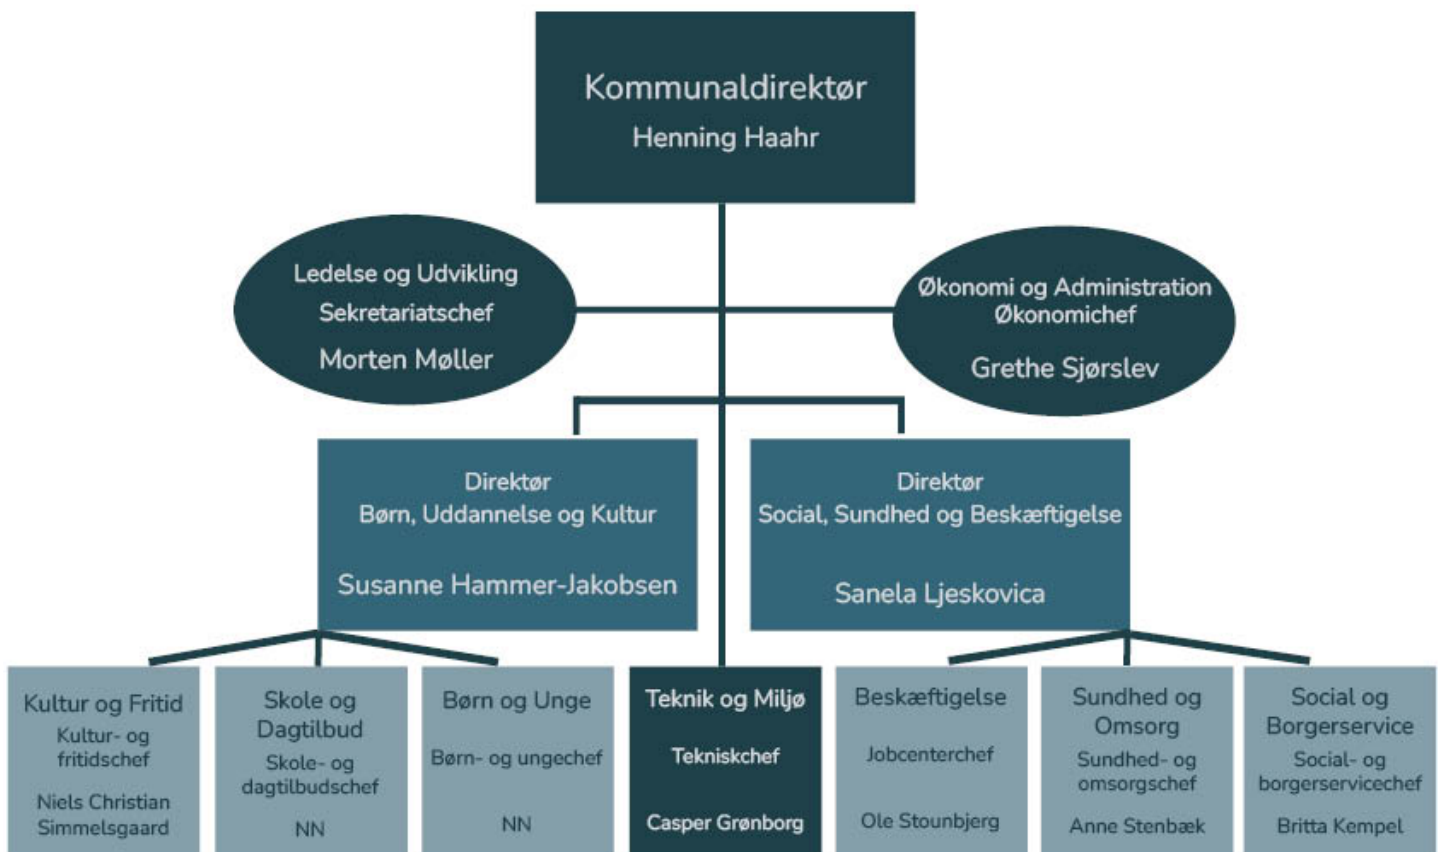 Kommunaldirektør
Henning Haahr
Ledelse og Udvikling
Sekretariatschef
Morten Møller
Økonomi og Administration
Økonomichef
Grethe Sjørslev
Direktør
Børn, Uddannelse og Kultur
Susanne Hammer-Jakobsen
Direktør
Social, Sundhed og Beskæftigelse
Sanela Ljeskovica
Kultur og Fritid
Kultur- og
fritidschef
Niels Christian
Simmelsgaard
Skole og
Dagtilbud
Skole- og
dagtilbudschef
NN
Børn og Unge
Børn- og ungechef
NN
Teknik og Miljø
Tekniskchef
Casper Grønborg
Beskæftigelse
Jobcenterchef
Ole Stounbjerg
Sundhed og
Omsorg
Sundhed- og
omsorgschef
Anne Stenbæk
Social og
Borgerservice
Social- og
borgerservicechef
Britta Kempel